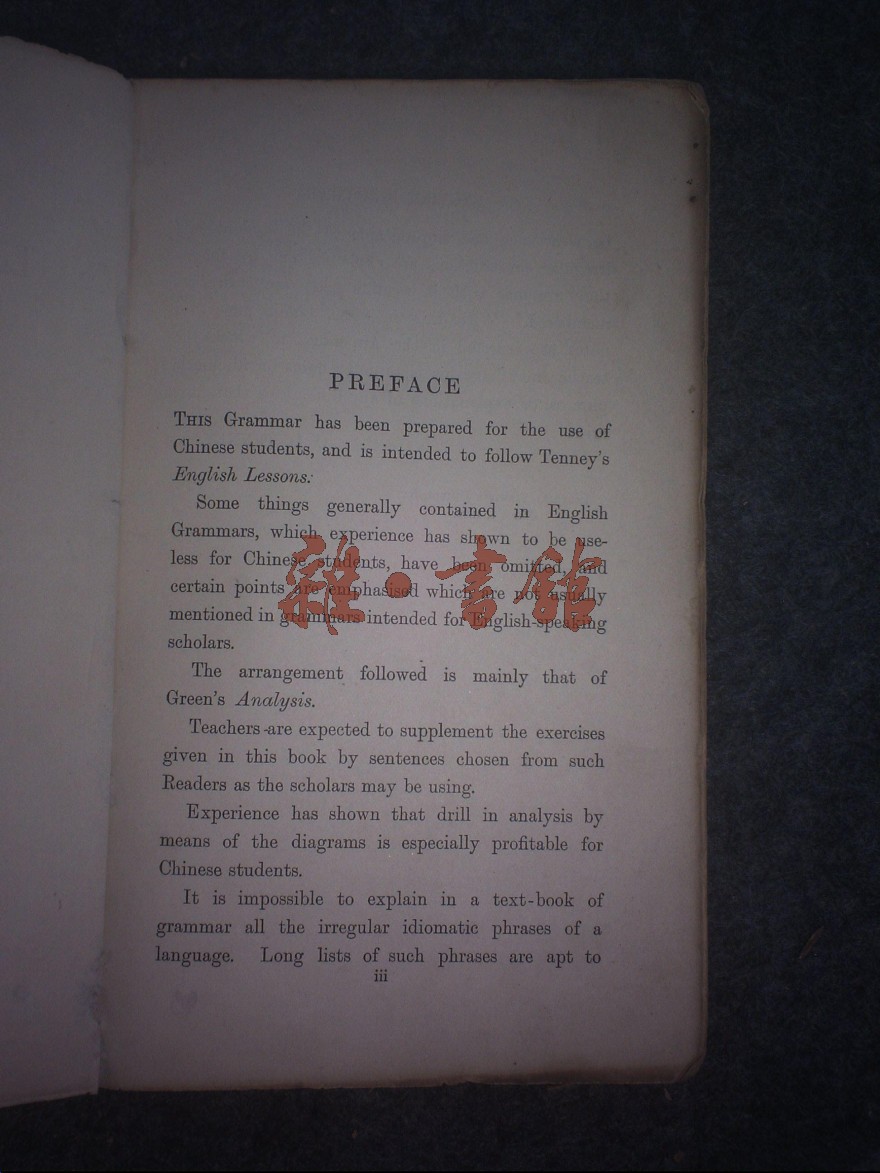 PREFACE
THIS Grammar has been prepared for the use of
Chinese students, and is intended to follow Tenney's
English Lessons.
Some things generally contained in English
Grammars, which experience has shown to be use-
less for Chinese students, have been omitted, and
certain points are emphasised which are not usually
mentioned in grammars intended for English-speaking
scholars.
The arrangement followed is mainly that of
Green's Analysis.
Teachers are expected to supplement the exercises
given in this book by sentences chosen from such
Readers as the scholars may be using.
Experience has shown that drill in analysis by
means of the diagrams is especially profitable for
Chinese students.
It is impossible to explain in a text-book of
grammar all the irregular idiomatic phrases of a
language. Long lists of such phrases are apt to
iii
雜·書館